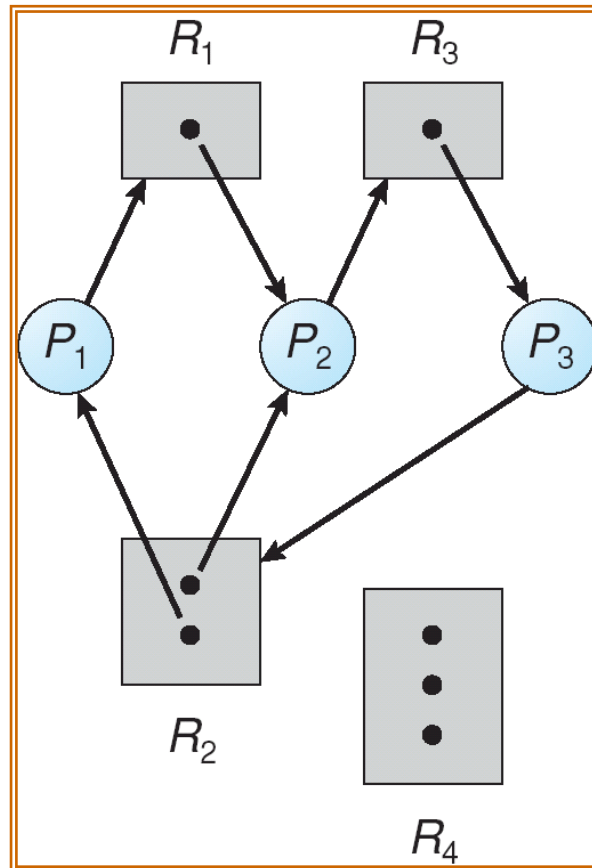 R₁ R₃
P₁ P₂ P₃
R₂
R₄